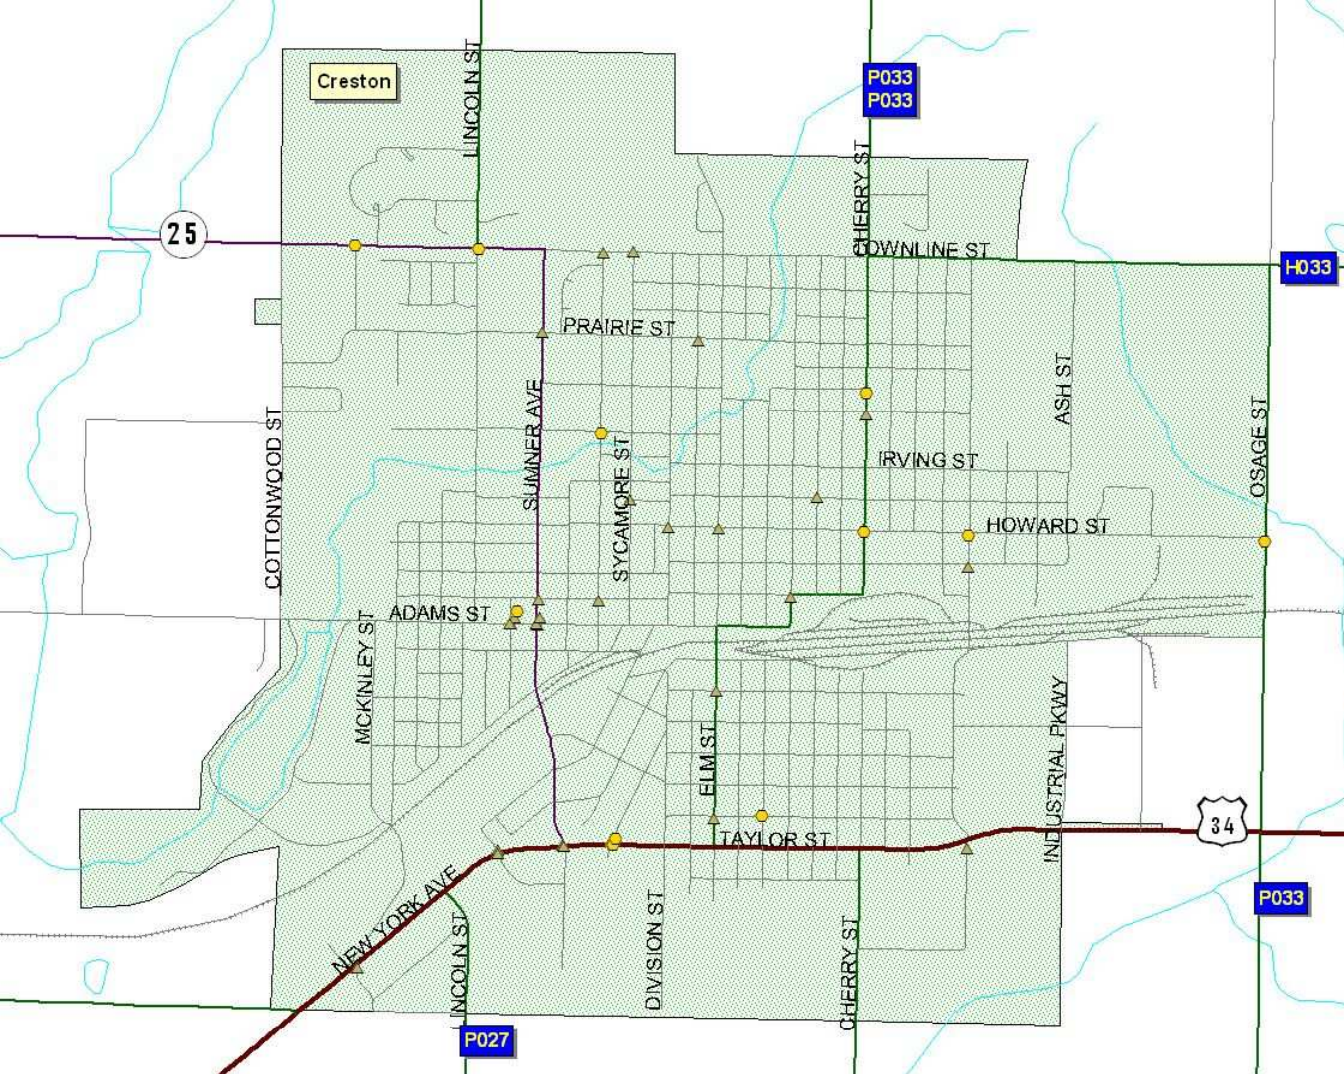 Creston
LINCOLN ST
P033
P033
CHERRY ST
25
OWNLINE ST
H033
PRAIRIE ST
ASH ST
SUMNER AVE
OSAGE ST
COTTONWOOD ST
SYCAMORE ST
IRVING ST
HOWARD ST
ADAMS ST
MCKINLEY ST
ELM ST
INDUSTRIAL PKWY
34
TAYLOR ST
NEW YORK AVE
P033
INCOLN ST
DIVISION ST
CHERRY ST
P027